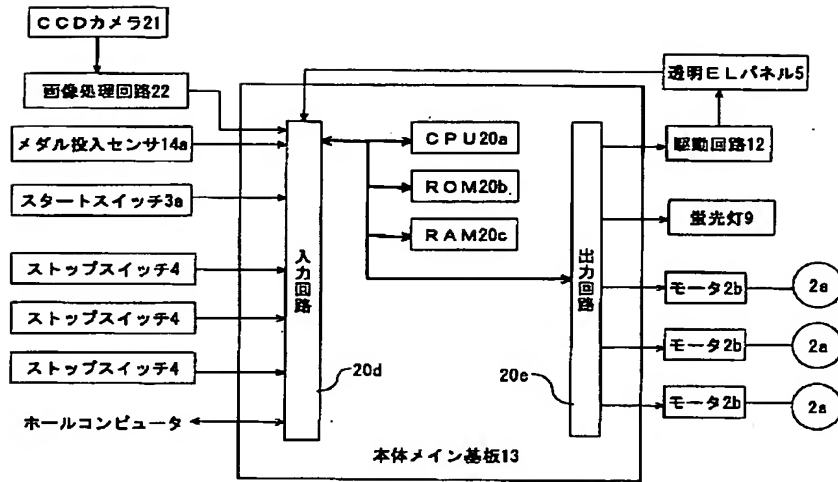 CCDカメラ21
画像処理回路22
メダル投入センサ14a
スタートスイッチ3a
ストップスイッチ4
ストップスイッチ4
ストップスイッチ4
ホールコンピュータ
入力回路
20d
CPU20a
ROM20b
RAM20c
出力回路
20e
本体メイン基板13
透明ELパネル5
駆動回路12
蛍光灯9
モータ2b
2a
モータ2b
2a
モータ2b
2a